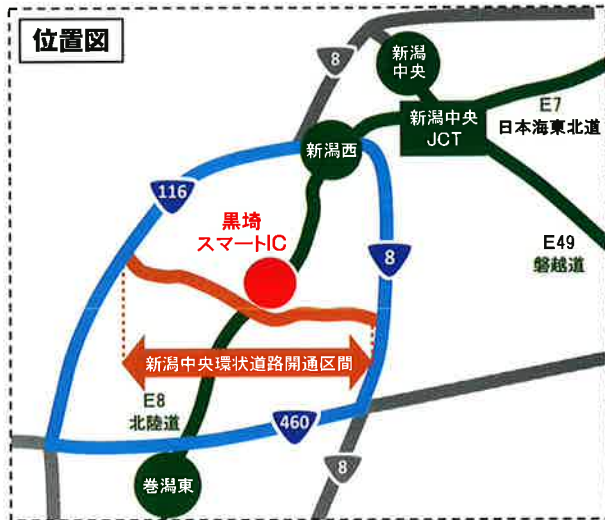 位置図
8
新潟
中央
新潟中央
JCT
E7
日本海東北道
新潟西
116
黒埼
スマートIC
8
E49
磐越道
新潟中央環状道路開通区間
E8
北陸道
460
8
巻潟東